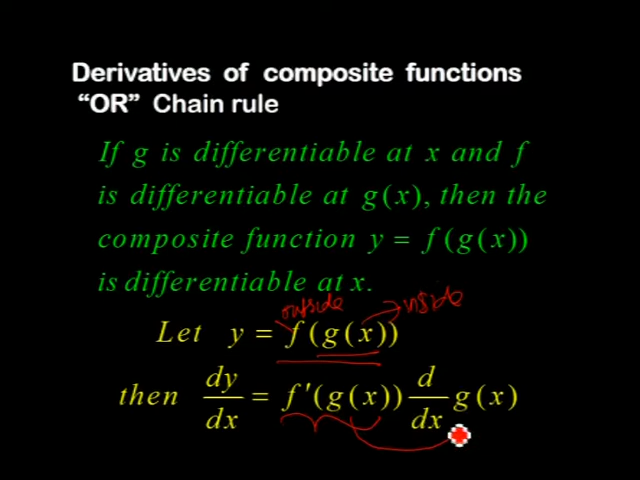 Derivatives of composite functions
“OR” Chain rule
If g is differentiable at x and f
is differentiable at g(x), then the
composite function y = f(g(x))
is differentiable at x.
outside inside
Let y = f(g(x))
then dy/dx = f'(g(x)) d/dx g(x)